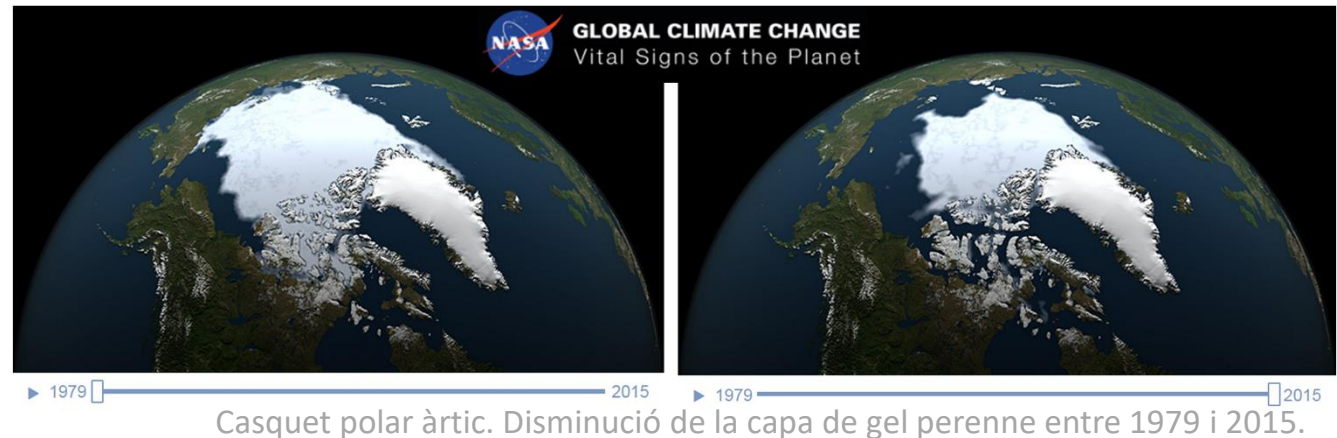 NASA
GLOBAL CLIMATE CHANGE
Vital Signs of the Planet
1979 2015
1979 2015
Casquet polar àrtic. Disminució de la capa de gel perenne entre 1979 i 2015.